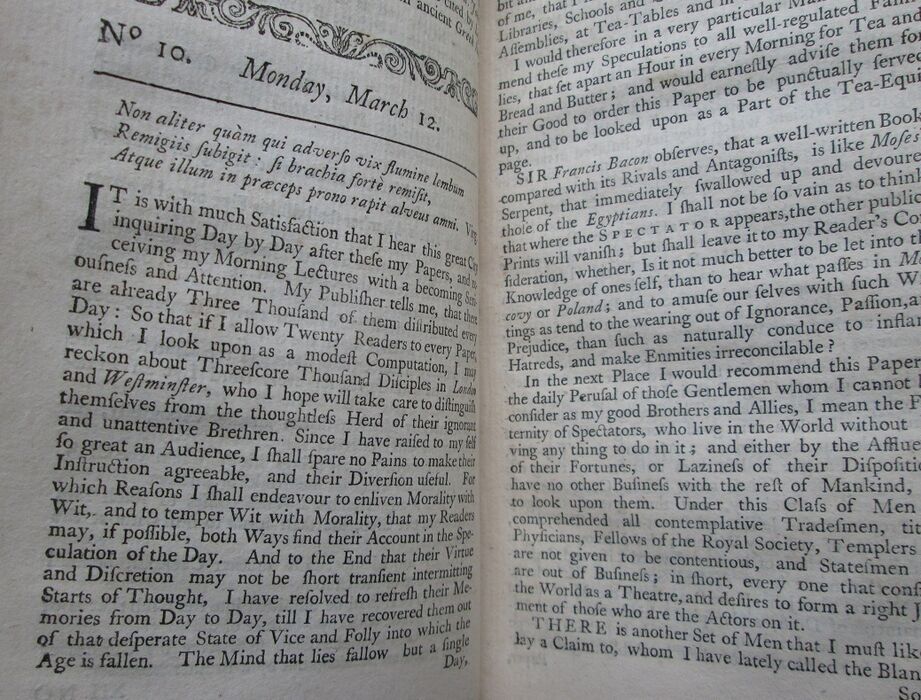 cited by
ancient Greek
Nº 10. Monday, March 12.
Non aliter quàm qui adverſo vix flumine lembum
Remigiis ſubigit : ſi brachia fortè remiſit,
Atque illum in præceps prono rapit alveus amni. Virg
IT is with much Satisfaction that I hear this great City
inquiring Day by Day after theſe my Papers, and
ceiving my Morning Lectures with a becoming Seri-
ouſneſs and Attention. My Publiſher tells me, that there
are already Three Thouſand of them diſtributed every
Day : So that if I allow Twenty Readers to every Paper,
which I look upon as a modeſt Computation, I may
reckon about Threeſcore Thouſand Diſciples in London
and Weſtminſter, who I hope will take care to diſtinguiſh
themſelves from the thoughtleſs Herd of their ignorant
and unattentive Brethren. Since I have raiſed to my ſelf
ſo great an Audience, I ſhall ſpare no Pains to make their
Inſtruction agreeable, and their Diverſion uſeful. For
which Reaſons I ſhall endeavour to enliven Morality with
Wit, and to temper Wit with Morality, that my Readers
may, if poſſible, both Ways find their Account in the Spe-
culation of the Day. And to the End that their Virtue
and Diſcretion may not be ſhort tranſient intermitting
Starts of Thought, I have reſolved to refreſh their Me-
mories from Day to Day, till I have recovered them out
of that deſperate State of Vice and Folly into which the
Age is fallen. The Mind that lies fallow but a ſingle
Day,
of me, that I
Libraries, Schools and
Aſſemblies, at Tea-Tables and in
I would therefore in a very particular Man
mend theſe my Speculations to all well-regulated Fami
lies, that ſet apart an Hour in every Morning for Tea and
Bread and Butter ; and would earneſtly adviſe them for
their Good to order this Paper to be punctually ſerved
up, and to be looked upon as a Part of the Tea-Equi
page.
SIR Francis Bacon obſerves, that a well-written Book
compared with its Rivals and Antagoniſts, is like Moſes
Serpent, that immediately ſwallowed up and devoured
thoſe of the Egyptians. I ſhall not be ſo vain as to think
that where the SPECTATOR appears, the other public
Prints will vaniſh ; but ſhall leave it to my Reader's Con
ſideration, whether, Is it not much better to be let into th
Knowledge of ones ſelf, than to hear what paſſes in Mo
covy or Poland ; and to amuſe our ſelves with ſuch W
tings as tend to the wearing out of Ignorance, Paſſion, a
Prejudice, than ſuch as naturally conduce to inflam
Hatreds, and make Enmities irreconcilable ?
In the next Place I would recommend this Paper
the daily Peruſal of thoſe Gentlemen whom I cannot b
conſider as my good Brothers and Allies, I mean the F
ternity of Spectators, who live in the World without
ving any thing to do in it ; and either by the Affluen
of their Fortunes, or Lazineſs of their Diſpoſitio
have no other Buſineſs with the reſt of Mankind,
to look upon them. Under this Claſs of Men
comprehended all contemplative Tradeſmen, tit
Phyſicians, Fellows of the Royal Society, Templers
are not given to be contentious, and Stateſmen
are out of Buſineſs ; in ſhort, every one that conſi
the World as a Theatre, and deſires to form a right J
ment of thoſe who are the Actors on it.
THERE is another Set of Men that I muſt like
lay a Claim to, whom I have lately called the Blan